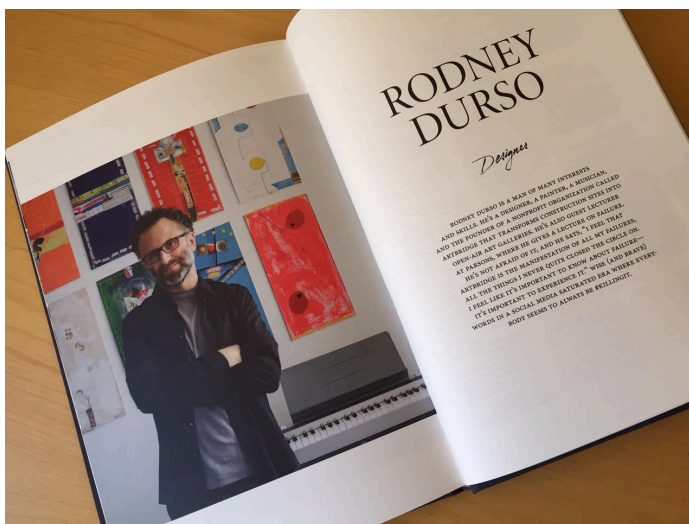 RODNEY
DURSO
Designer
RODNEY DURSO IS A MAN OF MANY INTERESTS
AND SKILLS. HE'S A DESIGNER, A PAINTER, A MUSICIAN,
AND THE FOUNDER OF A NONPROFIT ORGANIZATION CALLED
ARTBRIDGE THAT TRANSFORMS CONSTRUCTION SITES INTO
OPEN-AIR ART GALLERIES. HE'S ALSO GUEST LECTURER
AT PARSONS, WHERE HE GIVES A LECTURE ON FAILURE.
HE'S NOT AFRAID OF IT, AND HE SAYS, "I FEEL THAT
ARTBRIDGE IS THE MANIFESTATION OF ALL MY FAILURES,
ALL THE THINGS I NEVER QUITE CLOSED THE CIRCLE ON.
I FEEL LIKE IT'S IMPORTANT TO KNOW ABOUT FAILURE—
IT'S IMPORTANT TO EXPERIENCE IT." WISE (AND BRAVE)
WORDS IN A SOCIAL MEDIA SATURATED ERA WHERE EVERY-
BODY SEEMS TO ALWAYS BE #KILLINGIT.